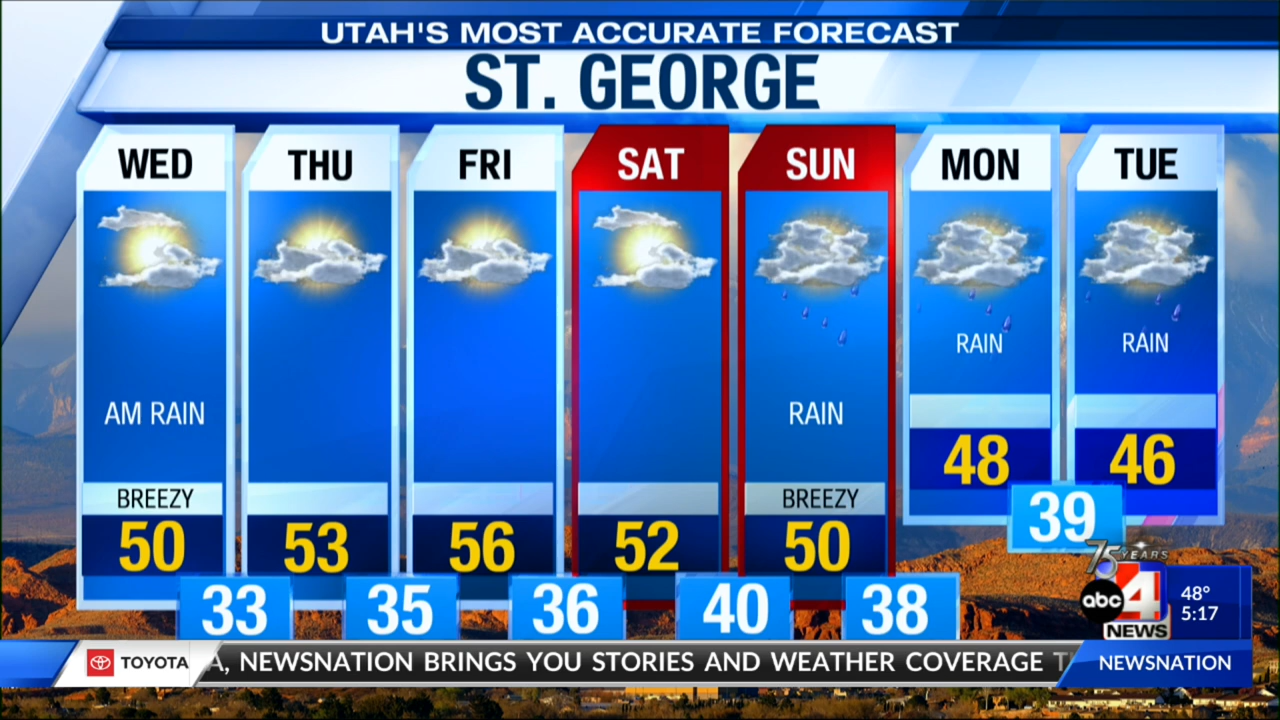 UTAH'S MOST ACCURATE FORECAST
ST. GEORGE
WED THU FRI SAT SUN MON TUE
RAIN RAIN
AM RAIN RAIN
BREEZY BREEZY
48 46
50 53 56 52 50
39
33 35 36 40 38
75 YEARS
abc 4 NEWS
48°
5:17
TOYOTA A, NEWSNATION BRINGS YOU STORIES AND WEATHER COVERAGE NEWSNATION